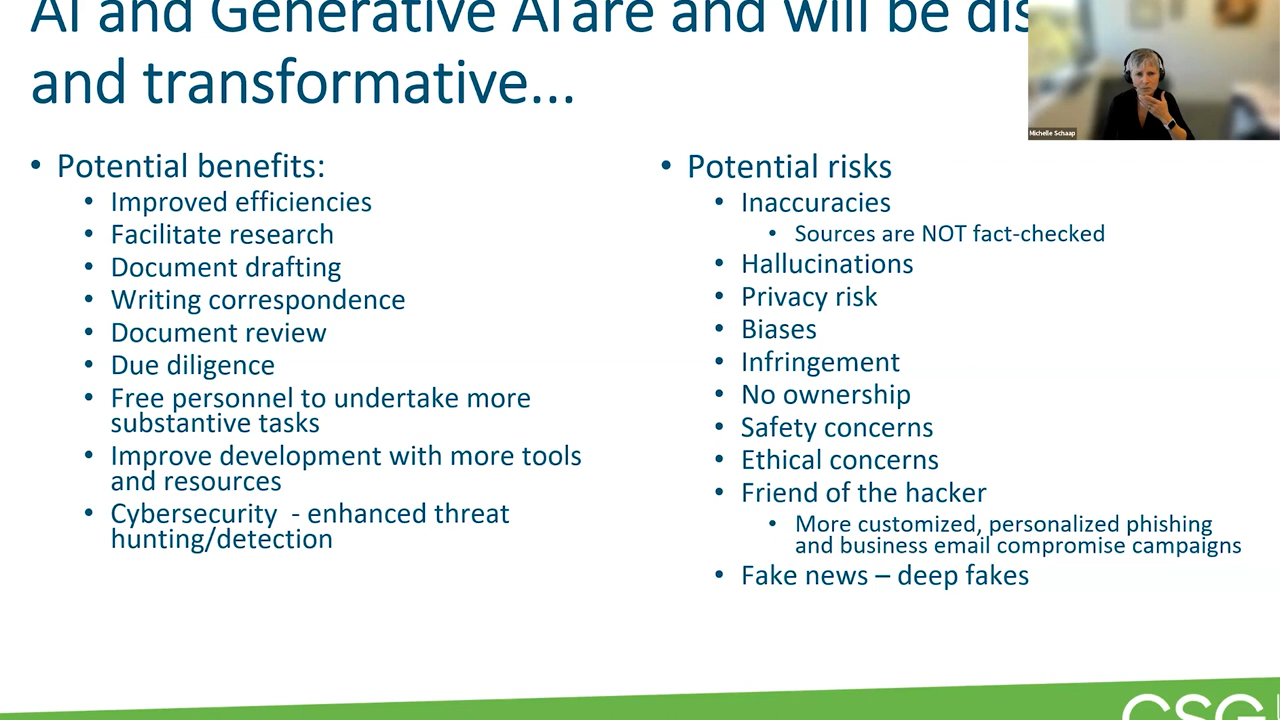 AI and Generative AI are and will be dis
and transformative...
Michelle Schaap
• Potential benefits:
• Improved efficiencies
• Facilitate research
• Document drafting
• Writing correspondence
• Document review
• Due diligence
• Free personnel to undertake more
substantive tasks
• Improve development with more tools
and resources
• Cybersecurity - enhanced threat
hunting/detection
• Potential risks
• Inaccuracies
• Sources are NOT fact-checked
• Hallucinations
• Privacy risk
• Biases
• Infringement
• No ownership
• Safety concerns
• Ethical concerns
• Friend of the hacker
• More customized, personalized phishing
and business email compromise campaigns
• Fake news – deep fakes
CSG